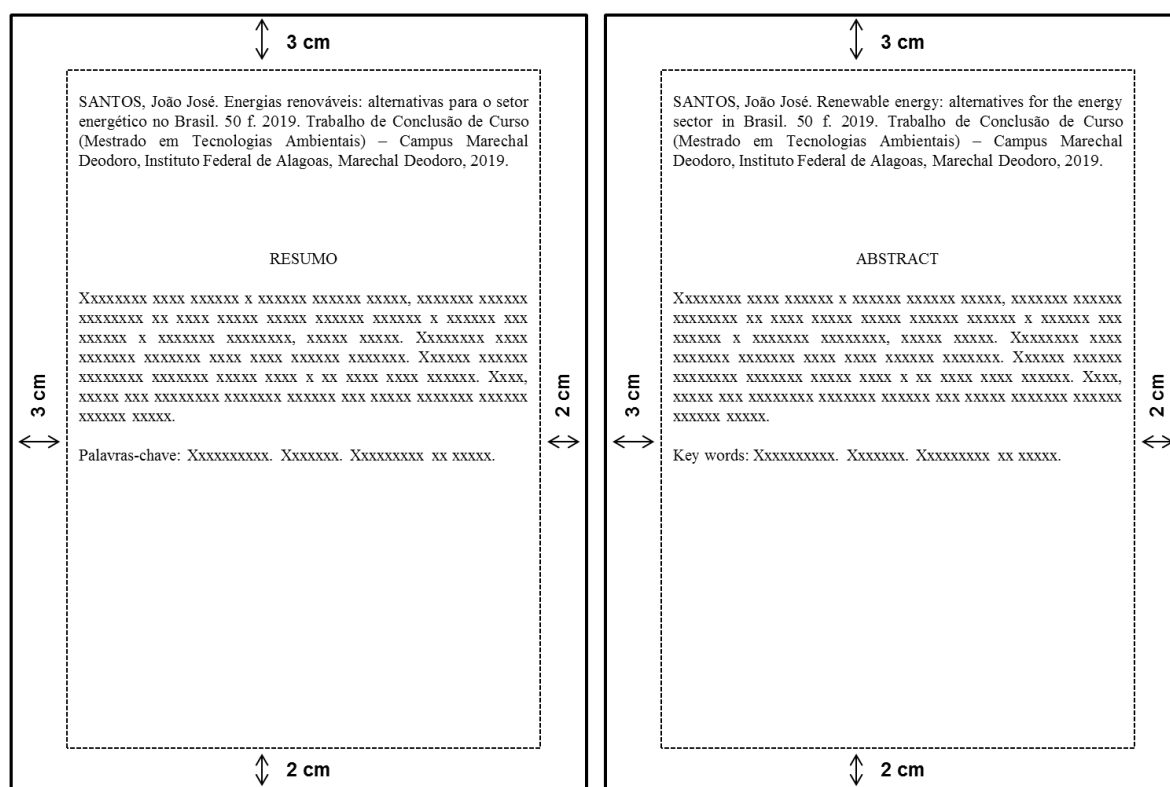 3 cm
SANTOS, João José. Energias renováveis: alternativas para o setor
energético no Brasil. 50 f. 2019. Trabalho de Conclusão de Curso
(Mestrado em Tecnologias Ambientais) – Campus Marechal
Deodoro, Instituto Federal de Alagoas, Marechal Deodoro, 2019.
RESUMO
Xxxxxxxx xxxx xxxxxx x xxxxxx xxxxxx xxxxx, xxxxxxx xxxxxx
xxxxxxxx xx xxxx xxxxx xxxxx xxxxxx xxxxxx x xxxxxx xxx
xxxxxx x xxxxxxx xxxxxxxx, xxxxx xxxxx. Xxxxxxxx xxxx
xxxxxxx xxxxxxx xxxx xxxx xxxxxx xxxxxxx. Xxxxxx xxxxxx
xxxxxxxx xxxxxxx xxxxx xxxx x xx xxxx xxxx xxxxxx. Xxxx,
xxxxx xxx xxxxxxxx xxxxxxx xxxxxx xxx xxxxx xxxxxxx xxxxxx
xxxxxx xxxxx.
Palavras-chave: Xxxxxxxxxx. Xxxxxxx. Xxxxxxxxx xx xxxxx.
3 cm
2 cm
2 cm
3 cm
SANTOS, João José. Renewable energy: alternatives for the energy
sector in Brasil. 50 f. 2019. Trabalho de Conclusão de Curso
(Mestrado em Tecnologias Ambientais) – Campus Marechal
Deodoro, Instituto Federal de Alagoas, Marechal Deodoro, 2019.
ABSTRACT
Xxxxxxxx xxxx xxxxxx x xxxxxx xxxxxx xxxxx, xxxxxxx xxxxxx
xxxxxxxx xx xxxx xxxxx xxxxx xxxxxx xxxxxx x xxxxxx xxx
xxxxxx x xxxxxxx xxxxxxxx, xxxxx xxxxx. Xxxxxxxx xxxx
xxxxxxx xxxxxxx xxxx xxxx xxxxxx xxxxxxx. Xxxxxx xxxxxx
xxxxxxxx xxxxxxx xxxxx xxxx x xx xxxx xxxx xxxxxx. Xxxx,
xxxxx xxx xxxxxxxx xxxxxxx xxxxxx xxx xxxxx xxxxxxx xxxxxx
xxxxxx xxxxx.
Key words: Xxxxxxxxxx. Xxxxxxx. Xxxxxxxxx xx xxxxx.
3 cm
2 cm
2 cm